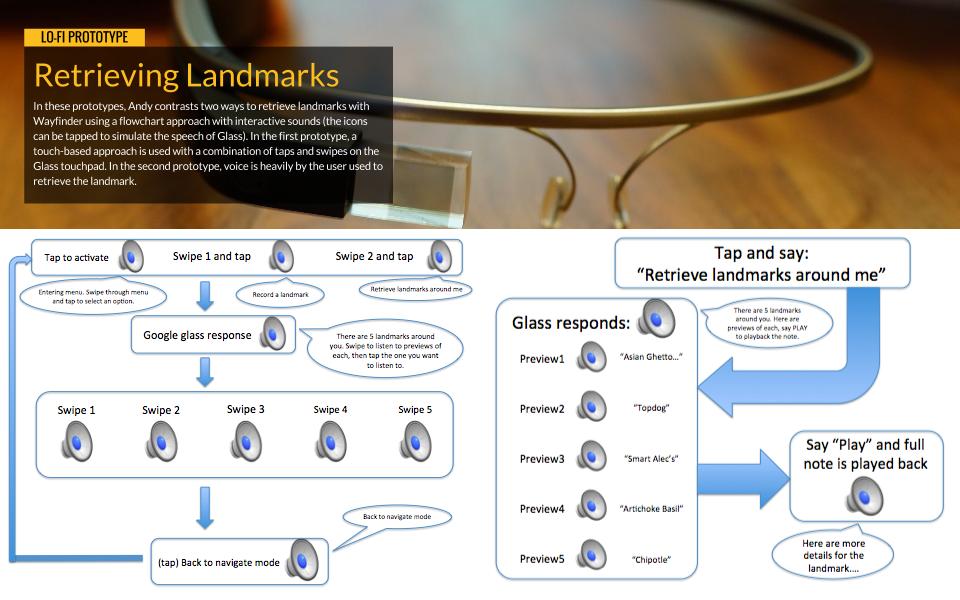 LO-FI PROTOTYPE
Retrieving Landmarks
In these prototypes, Andy contrasts two ways to retrieve landmarks with
Wayfinder using a flowchart approach with interactive sounds (the icons
can be tapped to simulate the speech of Glass). In the first prototype, a
touch-based approach is used with a combination of taps and swipes on the
Glass touchpad. In the second prototype, voice is heavily by the user used to
retrieve the landmark.
Tap to activate
Swipe 1 and tap
Swipe 2 and tap
Entering menu. Swipe through menu
and tap to select an option.
Record a landmark
Retrieve landmarks around me
Google glass response
There are 5 landmarks around
you. Swipe to listen to previews of
each, then tap the one you want
to listen to.
Swipe 1
Swipe 2
Swipe 3
Swipe 4
Swipe 5
Back to navigate mode
(tap) Back to navigate mode
Tap and say:
“Retrieve landmarks around me”
Glass responds:
There are 5 landmarks
around you. Here are
previews of each, say PLAY
to playback the note.
Preview1 “Asian Ghetto...”
Preview2 “Topdog”
Preview3 “Smart Alec’s”
Preview4 “Artichoke Basil”
Preview5 “Chipotle”
Say “Play” and full
note is played back
Here are more
details for the
landmark....